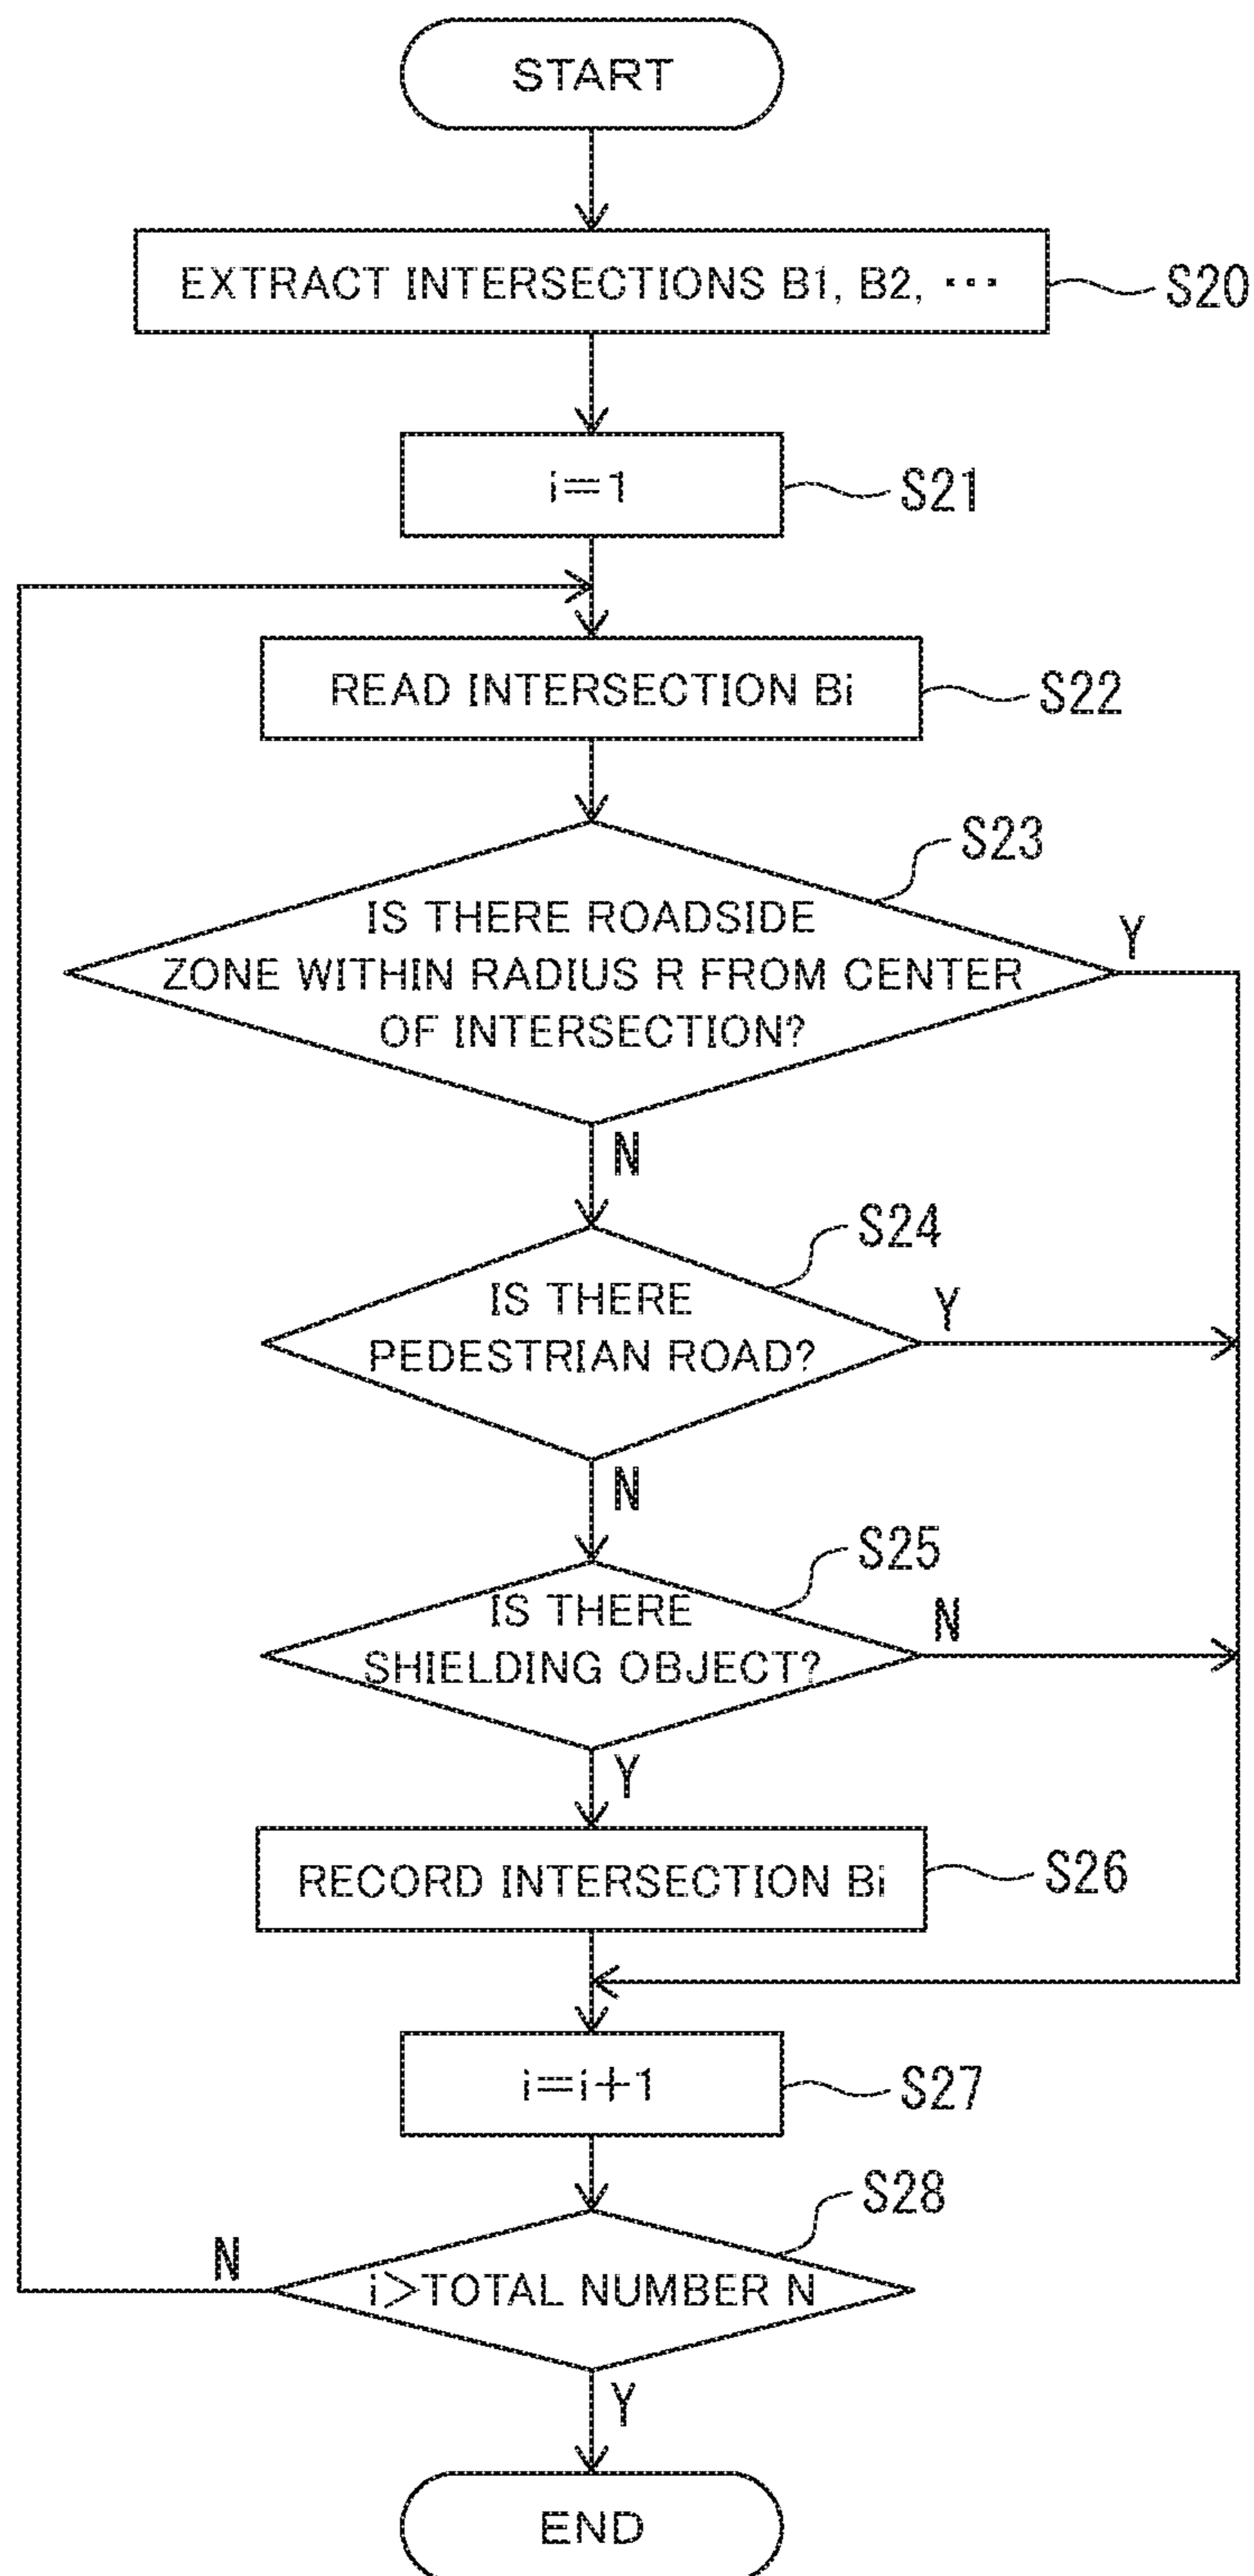 START
EXTRACT INTERSECTIONS B1, B2, ･･･
S20
i=1
S21
READ INTERSECTION Bi
S22
S23
IS THERE ROADSIDE
ZONE WITHIN RADIUS R FROM CENTER
OF INTERSECTION?
Y
N
S24
IS THERE
PEDESTRIAN ROAD?
Y
N
S25
IS THERE
SHIELDING OBJECT?
N
Y
RECORD INTERSECTION Bi
S26
i=i+1
S27
S28
i>TOTAL NUMBER N
N
Y
END